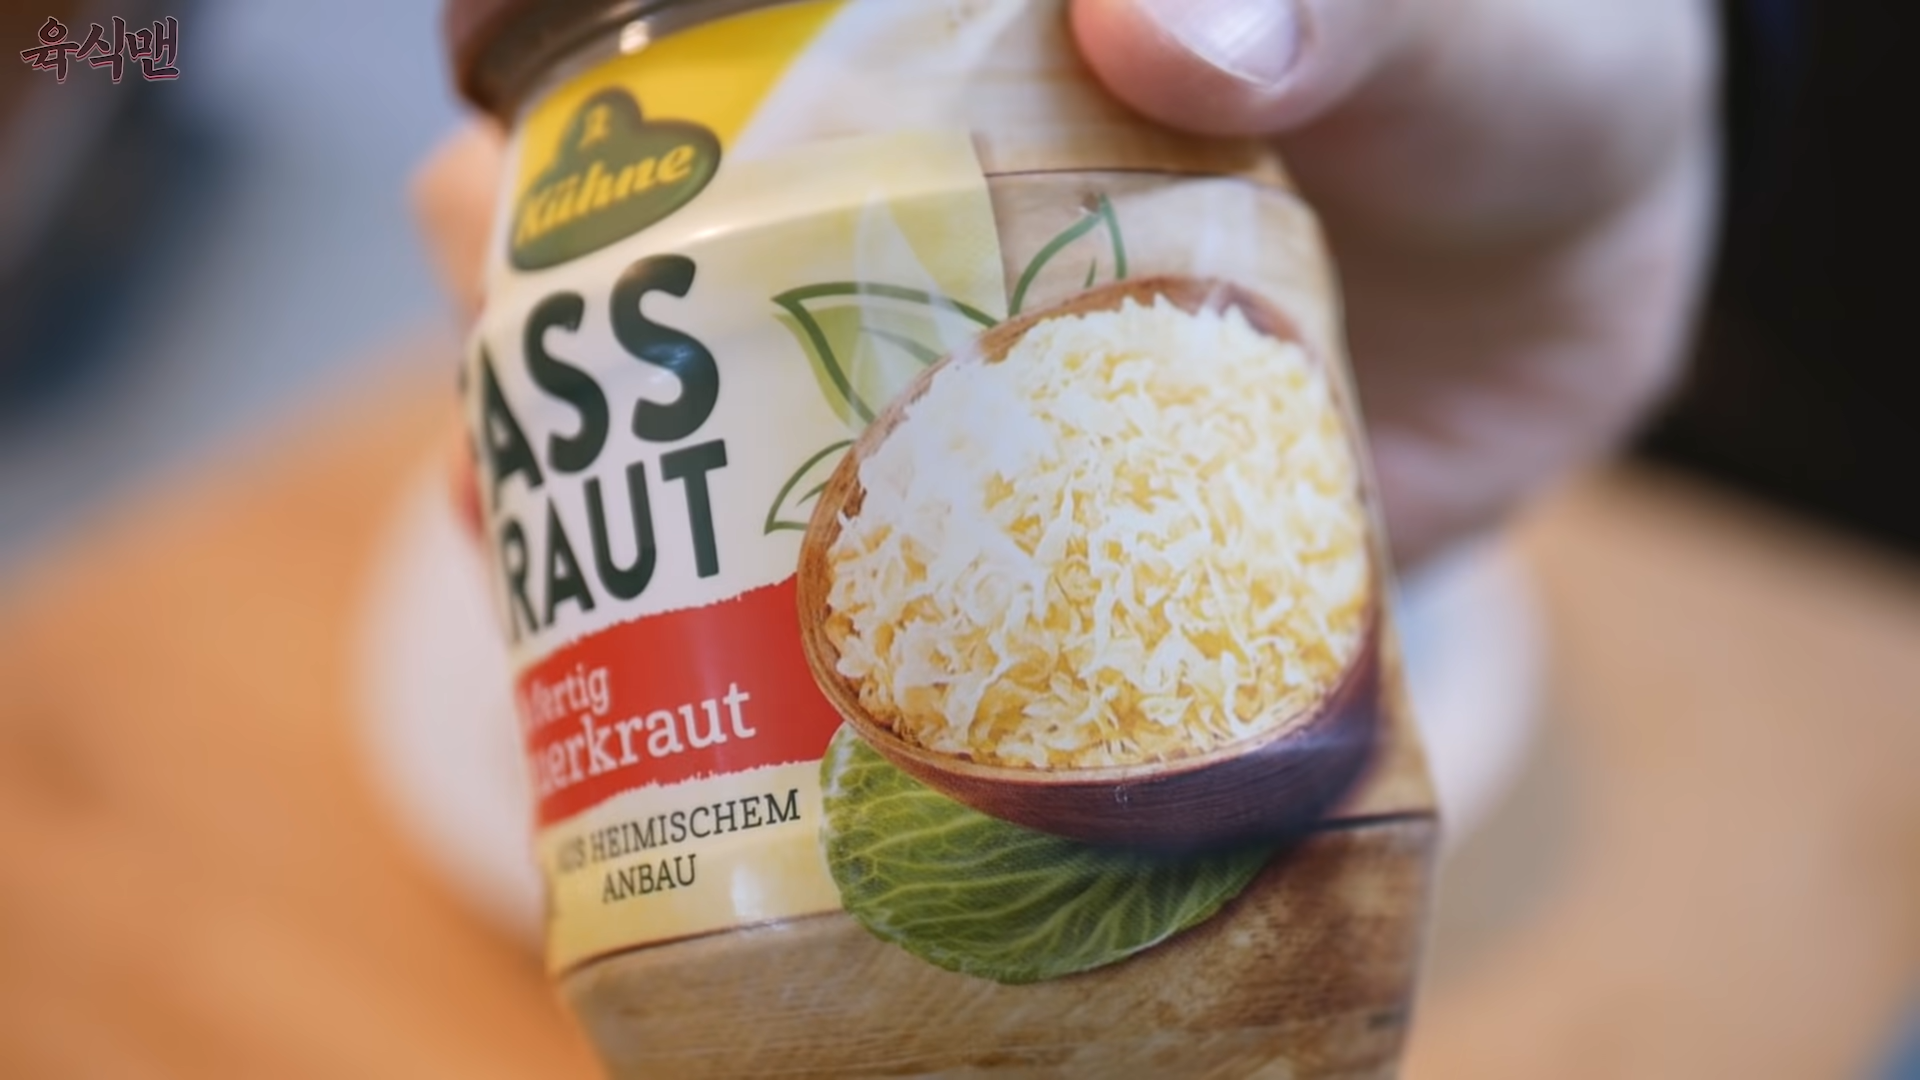 육식맨
Kühne
ASS
RAUT
fertig
erkraut
AUS HEIMISCHEM
ANBAU